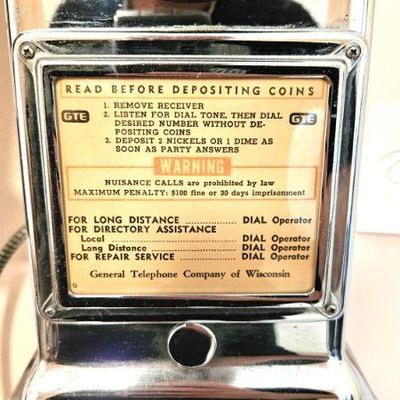 READ BEFORE DEPOSITING COINS
1. REMOVE RECEIVER
GTE 2. LISTEN FOR DIAL TONE, THEN DIAL GTE
DESIRED NUMBER WITHOUT DE-
POSITING COINS
3. DEPOSIT 2 NICKELS OR 1 DIME AS
SOON AS PARTY ANSWERS
WARNING
NUISANCE CALLS are prohibited by law
MAXIMUM PENALTY: $100 fine or 30 days imprisonment
FOR LONG DISTANCE DIAL Operator
FOR DIRECTORY ASSISTANCE
Local DIAL Operator
Long Distance DIAL Operator
FOR REPAIR SERVICE DIAL Operator
General Telephone Company of Wisconsin
G